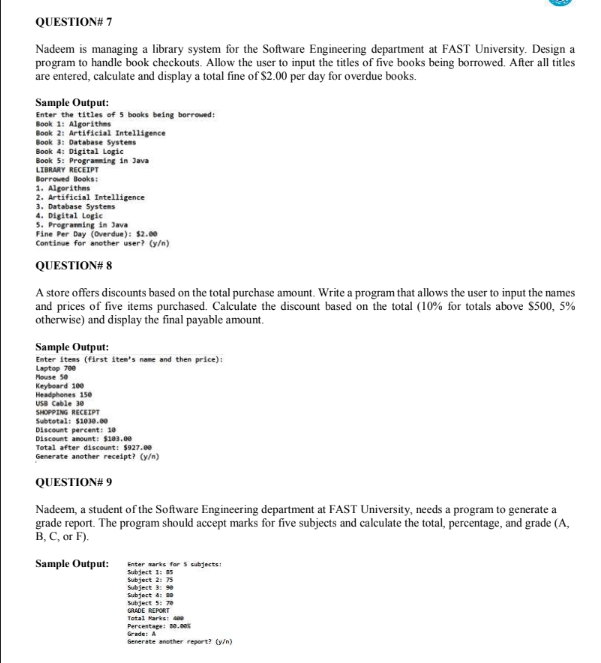 QUESTION# 7
Nadeem is managing a library system for the Software Engineering department at FAST University. Design a
program to handle book checkouts. Allow the user to input the titles of five books being borrowed. After all titles
are entered, calculate and display a total fine of $2.00 per day for overdue books.
Sample Output:
Enter the titles of 5 books being borrowed:
Book 1: Algorithms
Book 2: Artificial Intelligence
Book 3: Database Systems
Book 4: Digital Logic
Book 5: Programming in Java
LIBRARY RECEIPT
Borrowed Books:
1. Algorithms
2. Artificial Intelligence
3. Database Systems
4. Digital Logic
5. Programming in Java
Fine Per Day (Overdue): $2.00
Continue for another user? (y/n)
QUESTION# 8
A store offers discounts based on the total purchase amount. Write a program that allows the user to input the names
and prices of five items purchased. Calculate the discount based on the total (10% for totals above $500, 5%
otherwise) and display the final payable amount.
Sample Output:
Enter items (first item's name and then price):
Laptop 700
Mouse 50
Keyboard 100
Headphones 150
USB Cable 30
SHOPPING RECEIPT
Subtotal: $1030.00
Discount percent: 10
Discount amount: $103.00
Total after discount: $927.00
Generate another receipt? (y/n)
QUESTION# 9
Nadeem, a student of the Software Engineering department at FAST University, needs a program to generate a
grade report. The program should accept marks for five subjects and calculate the total, percentage, and grade (A,
B, C, or F).
Sample Output:
Enter marks for 5 subjects:
Subject 1: 85
Subject 2: 75
Subject 3: 90
Subject 4: 80
Subject 5: 70
GRADE REPORT
Total Marks: 400
Percentage: 80.00%
Grade: A
Generate another report? (y/n)